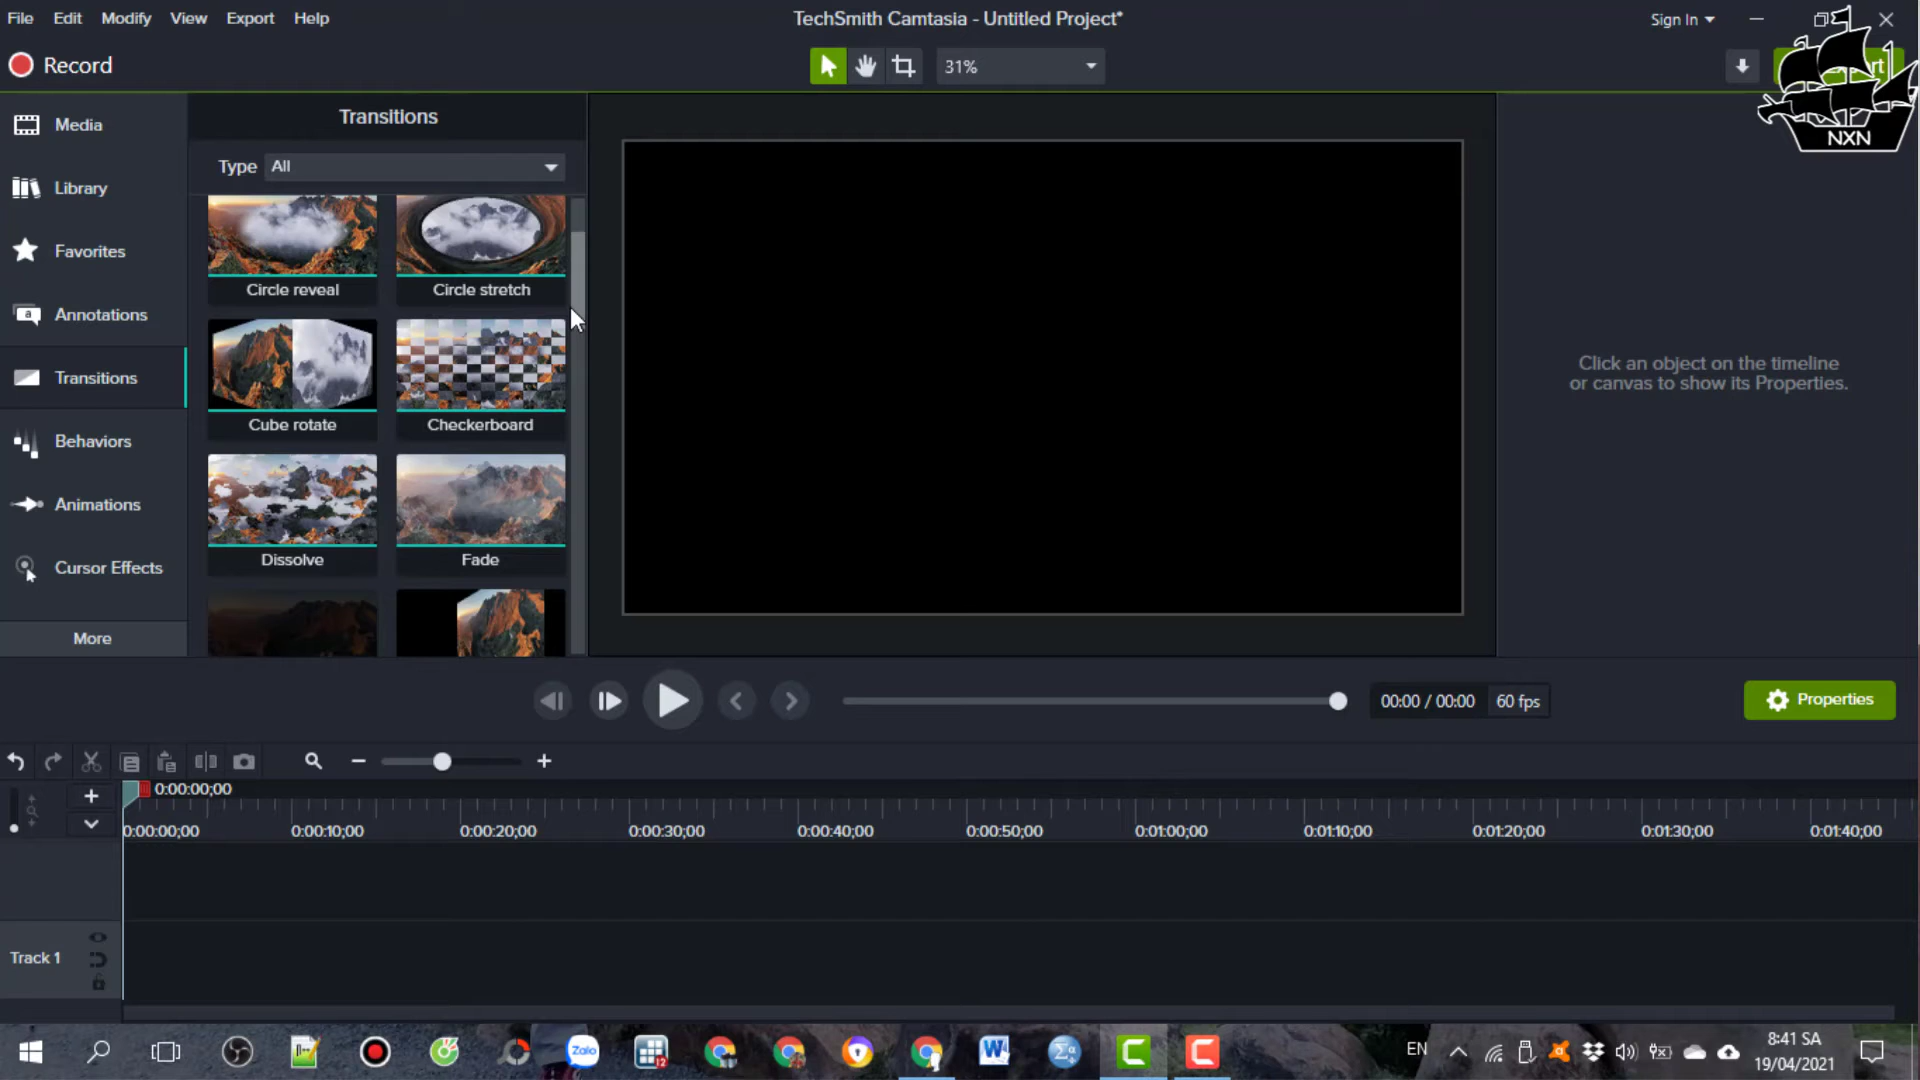 File Edit Modify View Export Help
TechSmith Camtasia - Untitled Project*
Sign In
Record
31%
NXN
Media
Library
Favorites
Annotations
Transitions
Behaviors
Animations
Cursor Effects
More
Transitions
Type All
Circle reveal Circle stretch
Cube rotate Checkerboard
Dissolve Fade
Click an object on the timeline
or canvas to show its Properties.
00:00 / 00:00 60 fps
Properties
0:00:00;00
0:00:00;00 0:00:10;00 0:00:20;00 0:00:30;00 0:00:40;00 0:00:50;00 0:01:00;00 0:01:10;00 0:01:20;00 0:01:30;00 0:01:40;00
Track 1
Zalo
12
EN
8:41 SA
19/04/2021